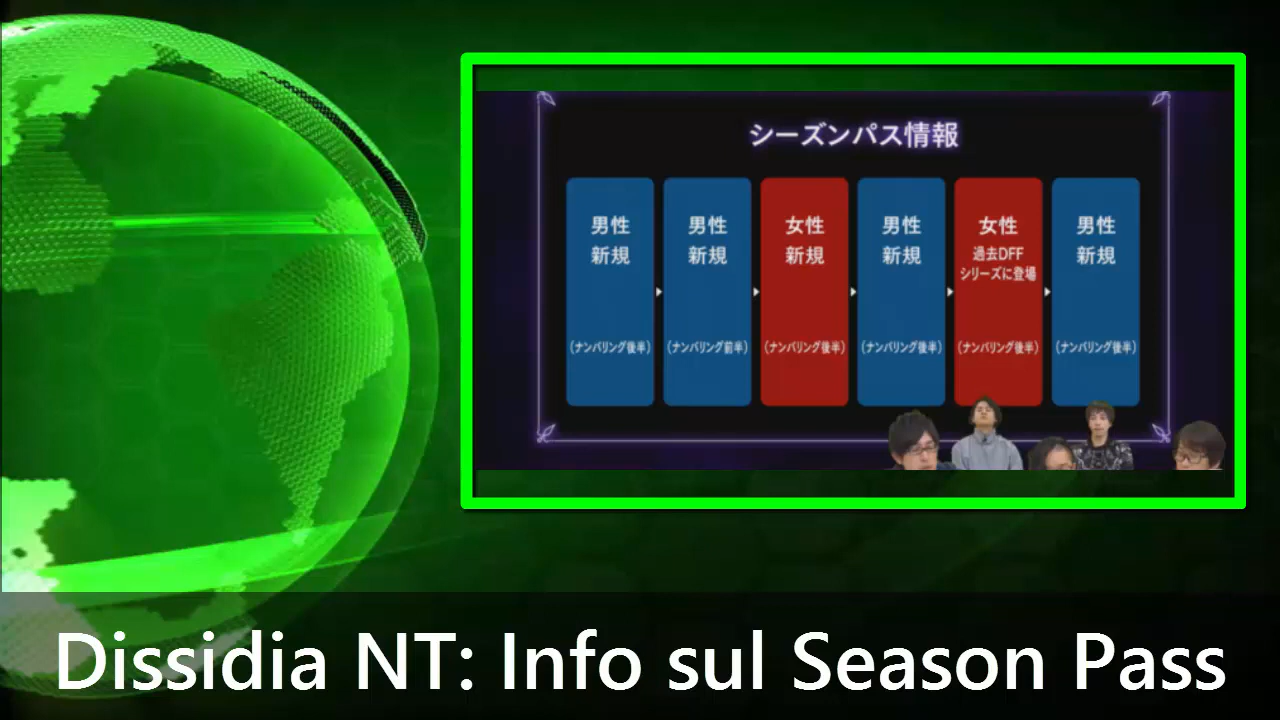 シーズンパス情報
男性
新規
(ナンバリング後半)
男性
新規
(ナンバリング前半)
女性
新規
(ナンバリング後半)
男性
新規
(ナンバリング後半)
女性
過去DFF
シリーズに登場
(ナンバリング後半)
男性
新規
(ナンバリング後半)
Dissidia NT: Info sul Season Pass